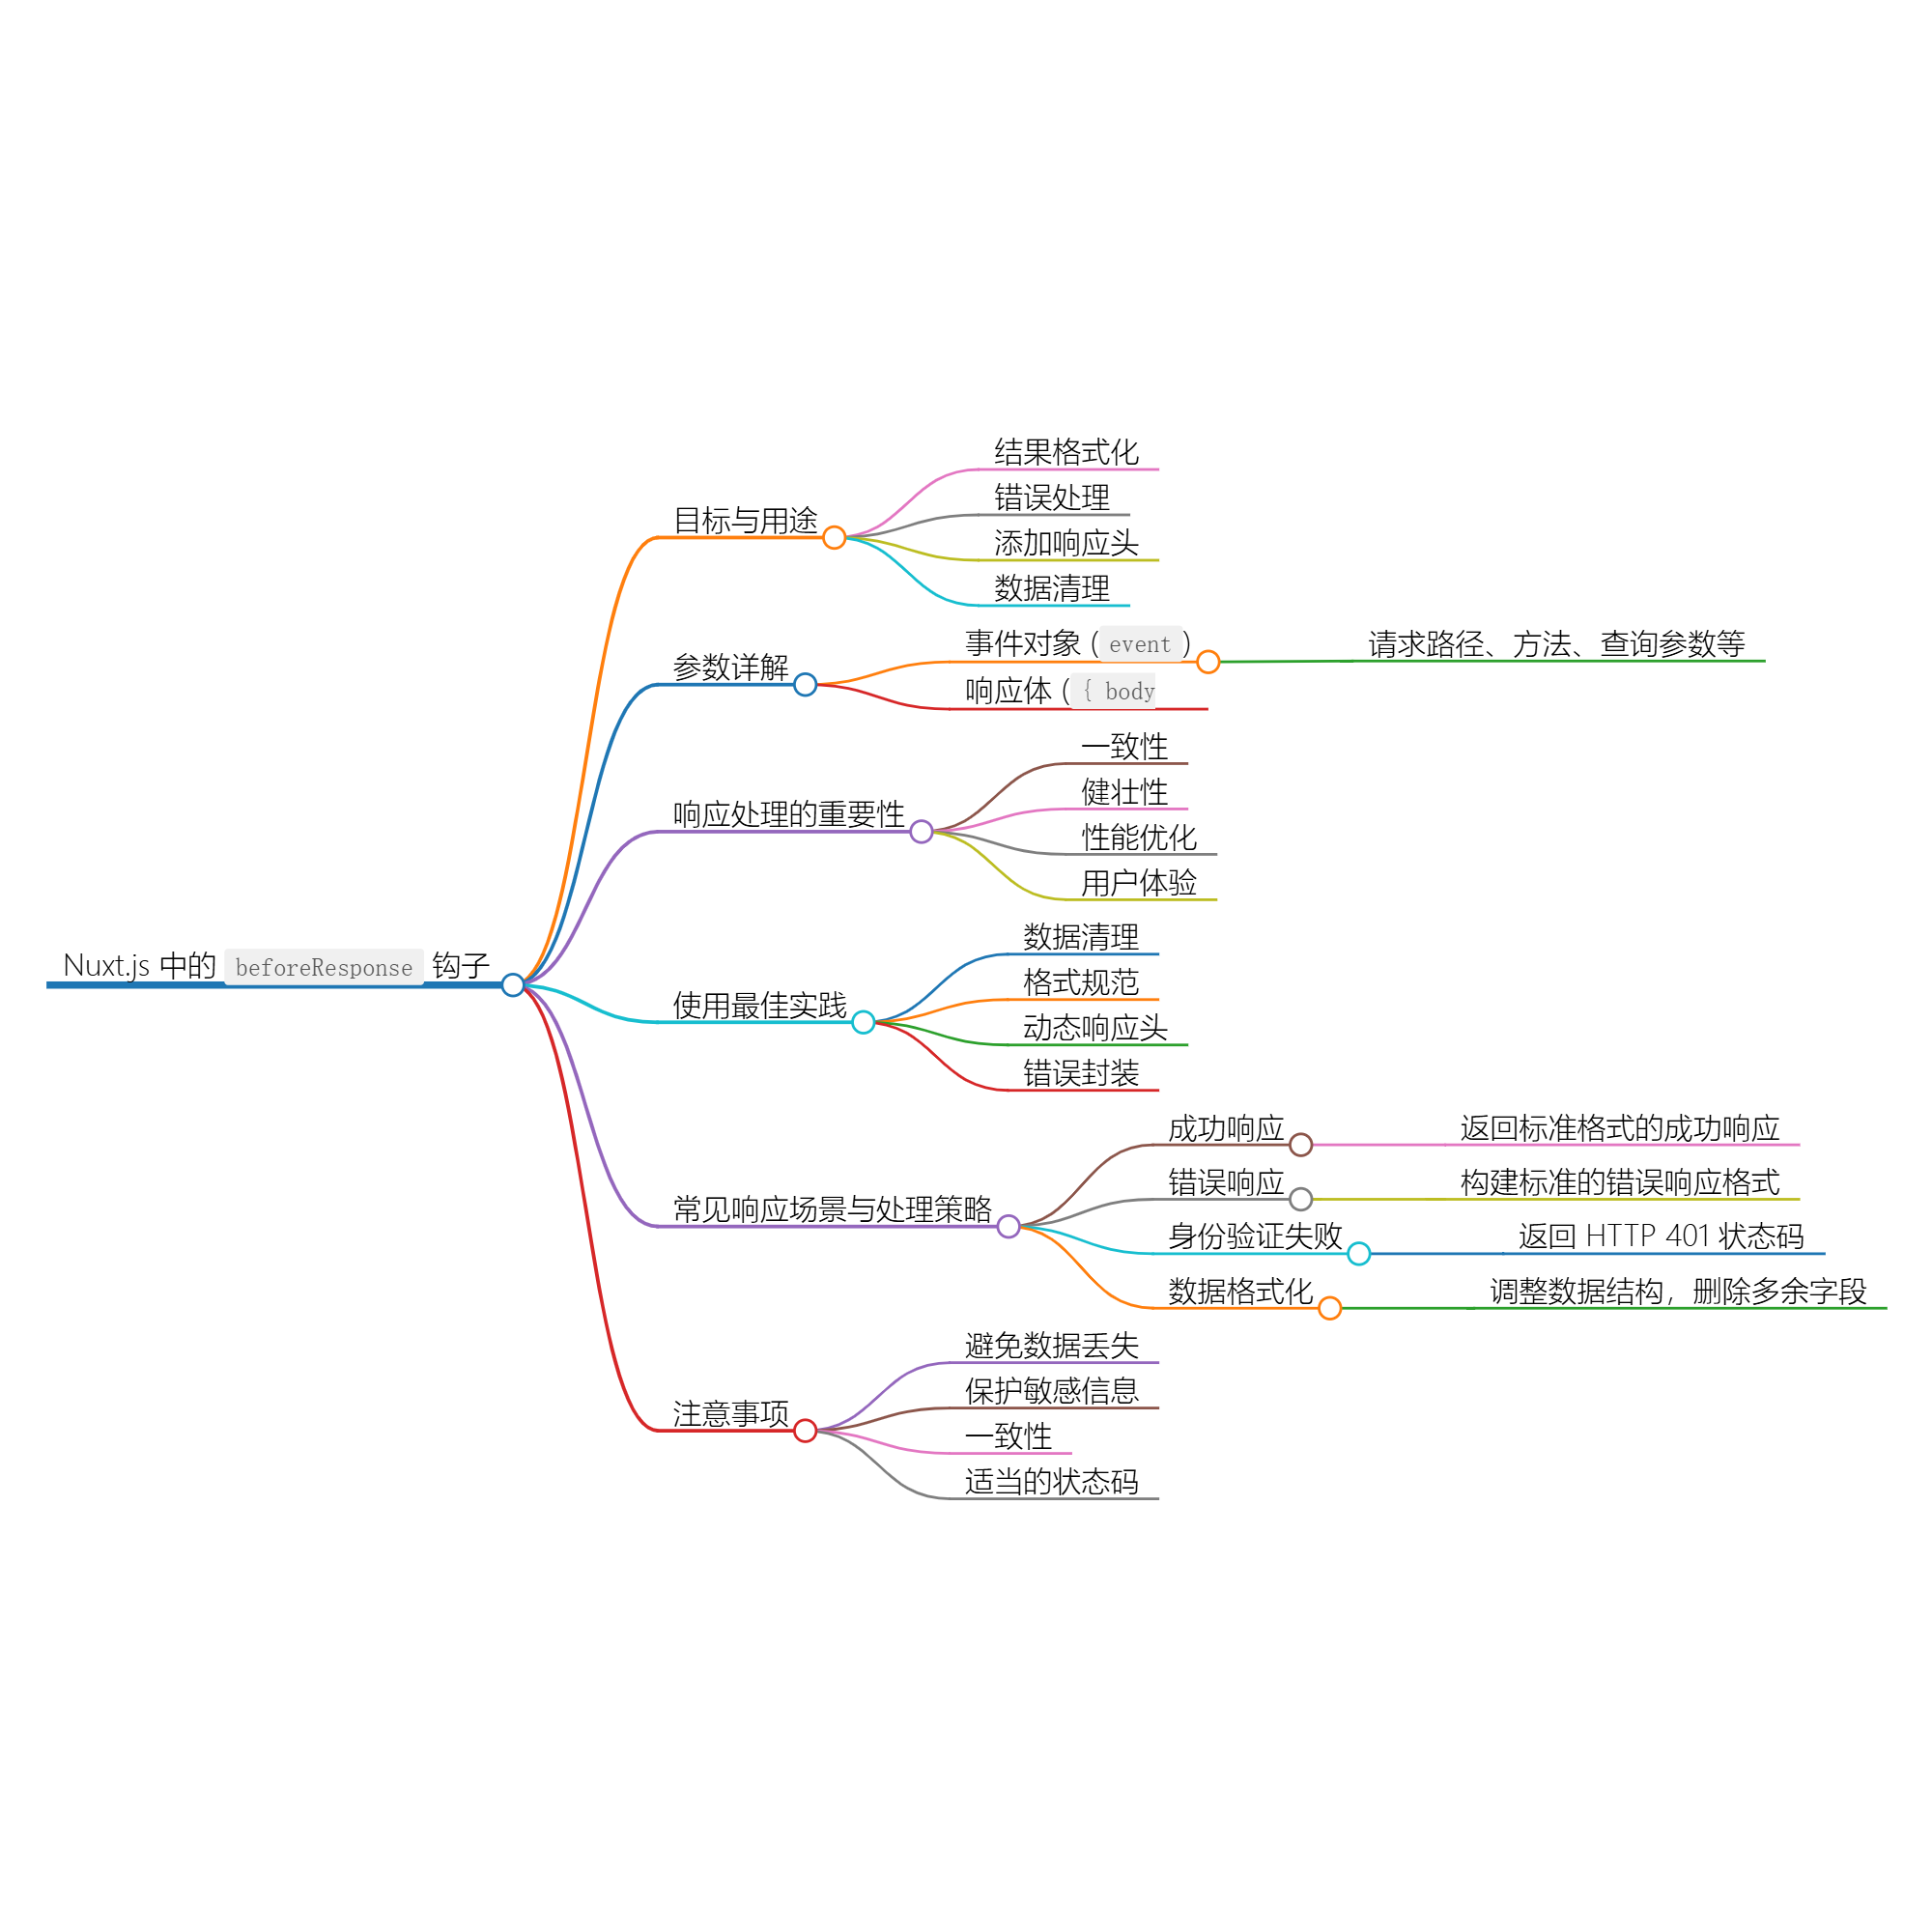 Nuxt.js 中的 beforeResponse 钩子
目标与用途
结果格式化
错误处理
添加响应头
数据清理
参数详解
事件对象 ( event )
请求路径、方法、查询参数等
响应体 ( { body
响应处理的重要性
一致性
健壮性
性能优化
用户体验
使用最佳实践
数据清理
格式规范
动态响应头
错误封装
常见响应场景与处理策略
成功响应
返回标准格式的成功响应
错误响应
构建标准的错误响应格式
身份验证失败
返回 HTTP 401 状态码
数据格式化
调整数据结构，删除多余字段
注意事项
避免数据丢失
保护敏感信息
一致性
适当的状态码